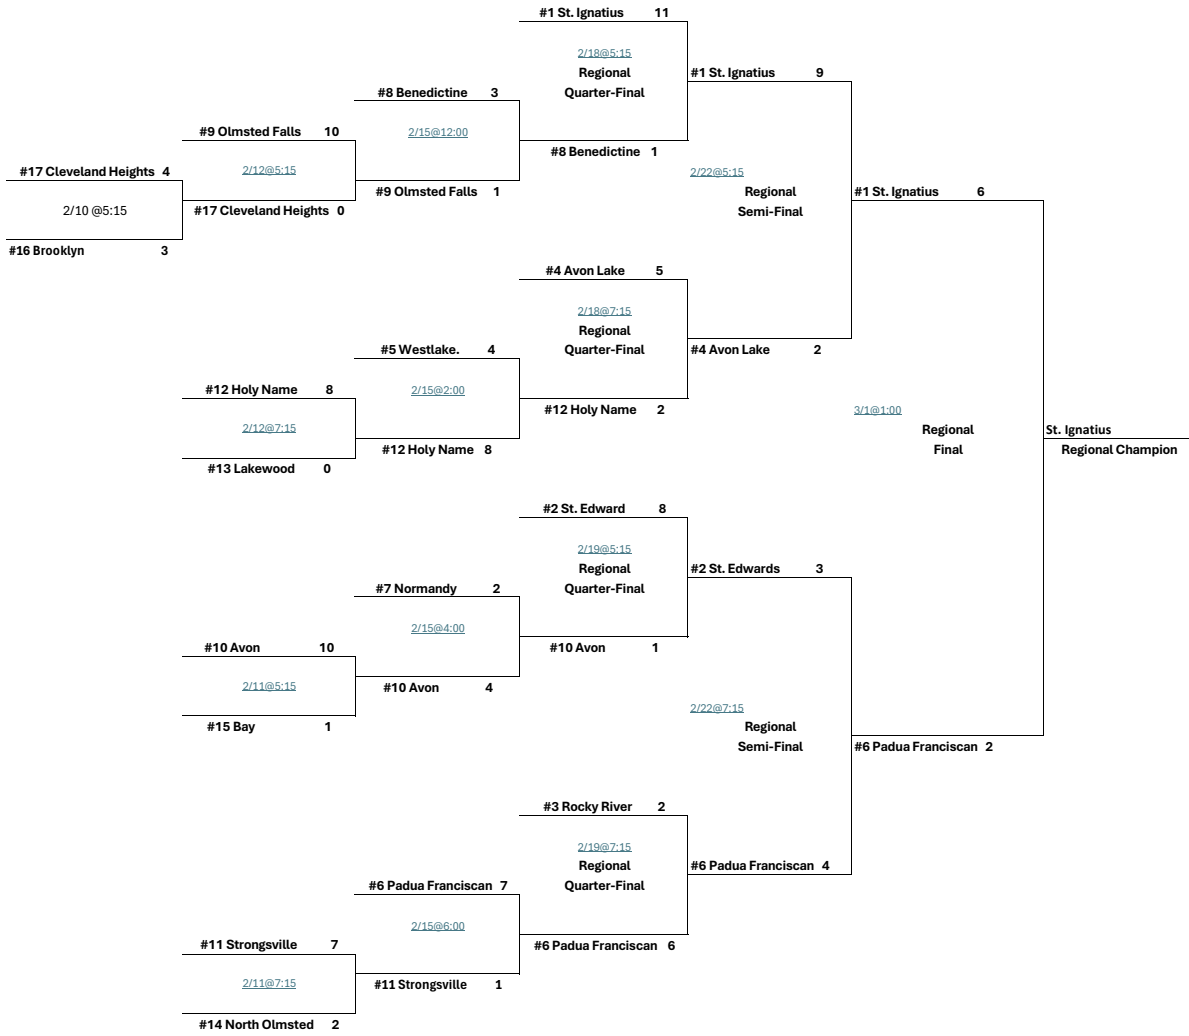 #1 St. Ignatius 11
2/18@5:15
Regional
Quarter-Final
#1 St. Ignatius 9
#8 Benedictine 3
2/15@12:00
#9 Olmsted Falls 10
#8 Benedictine 1
2/12@5:15
#17 Cleveland Heights 4
2/22@5:15
Regional
Semi-Final
#9 Olmsted Falls 1
#1 St. Ignatius 6
2/10 @5:15
#17 Cleveland Heights 0
#16 Brooklyn 3
#4 Avon Lake 5
2/18@7:15
Regional
Quarter-Final
#5 Westlake. 4
#4 Avon Lake 2
2/15@2:00
#12 Holy Name 8
#12 Holy Name 2
3/1@1:00
Regional
Final
2/12@7:15
St. Ignatius
Regional Champion
#12 Holy Name 8
#13 Lakewood 0
#2 St. Edward 8
2/19@5:15
Regional
Quarter-Final
#2 St. Edwards 3
#7 Normandy 2
2/15@4:00
#10 Avon 10
#10 Avon 1
2/11@5:15
#10 Avon 4
2/22@7:15
Regional
Semi-Final
#15 Bay 1
#6 Padua Franciscan 2
#3 Rocky River 2
2/19@7:15
Regional
Quarter-Final
#6 Padua Franciscan 4
#6 Padua Franciscan 7
2/15@6:00
#11 Strongsville 7
#6 Padua Franciscan 6
2/11@7:15
#11 Strongsville 1
#14 North Olmsted 2